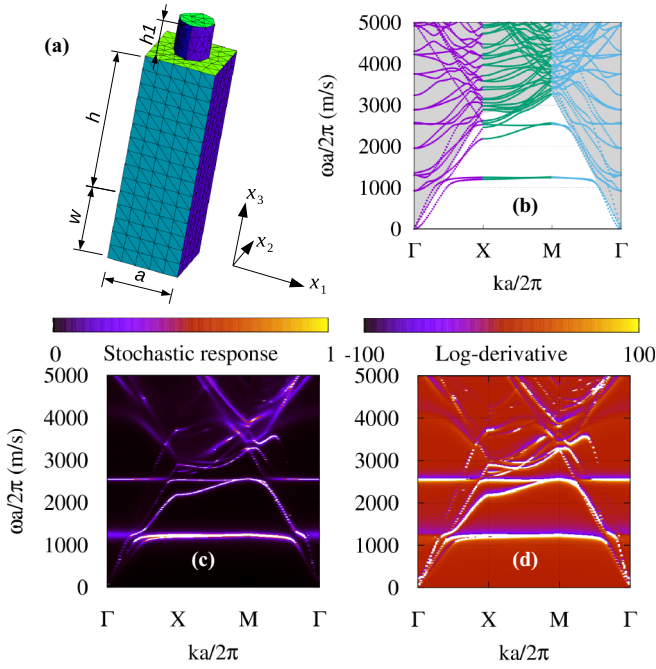 (a)
h1
h
w
a
x3
x2
x1
5000
4000
3000
2000
1000
0
ωa/2π (m/s)
(b)
Γ X M Γ
ka/2π
0 Stochastic response 1
-100 Log-derivative 100
5000
4000
3000
2000
1000
0
ωa/2π (m/s)
(c)
Γ X M Γ
ka/2π
5000
4000
3000
2000
1000
0
(d)
Γ X M Γ
ka/2π